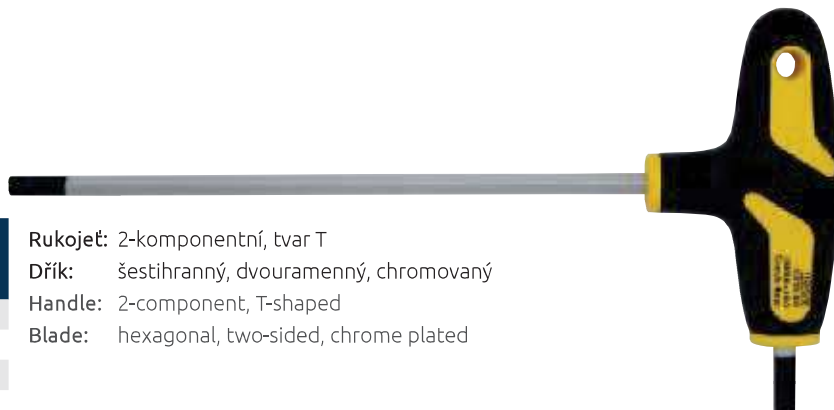 Rukojeť: 2-komponentní, tvar T
Dřík: šestihranný, dvouramenný, chromovaný
Handle: 2-component, T-shaped
Blade: hexagonal, two-sided, chrome plated